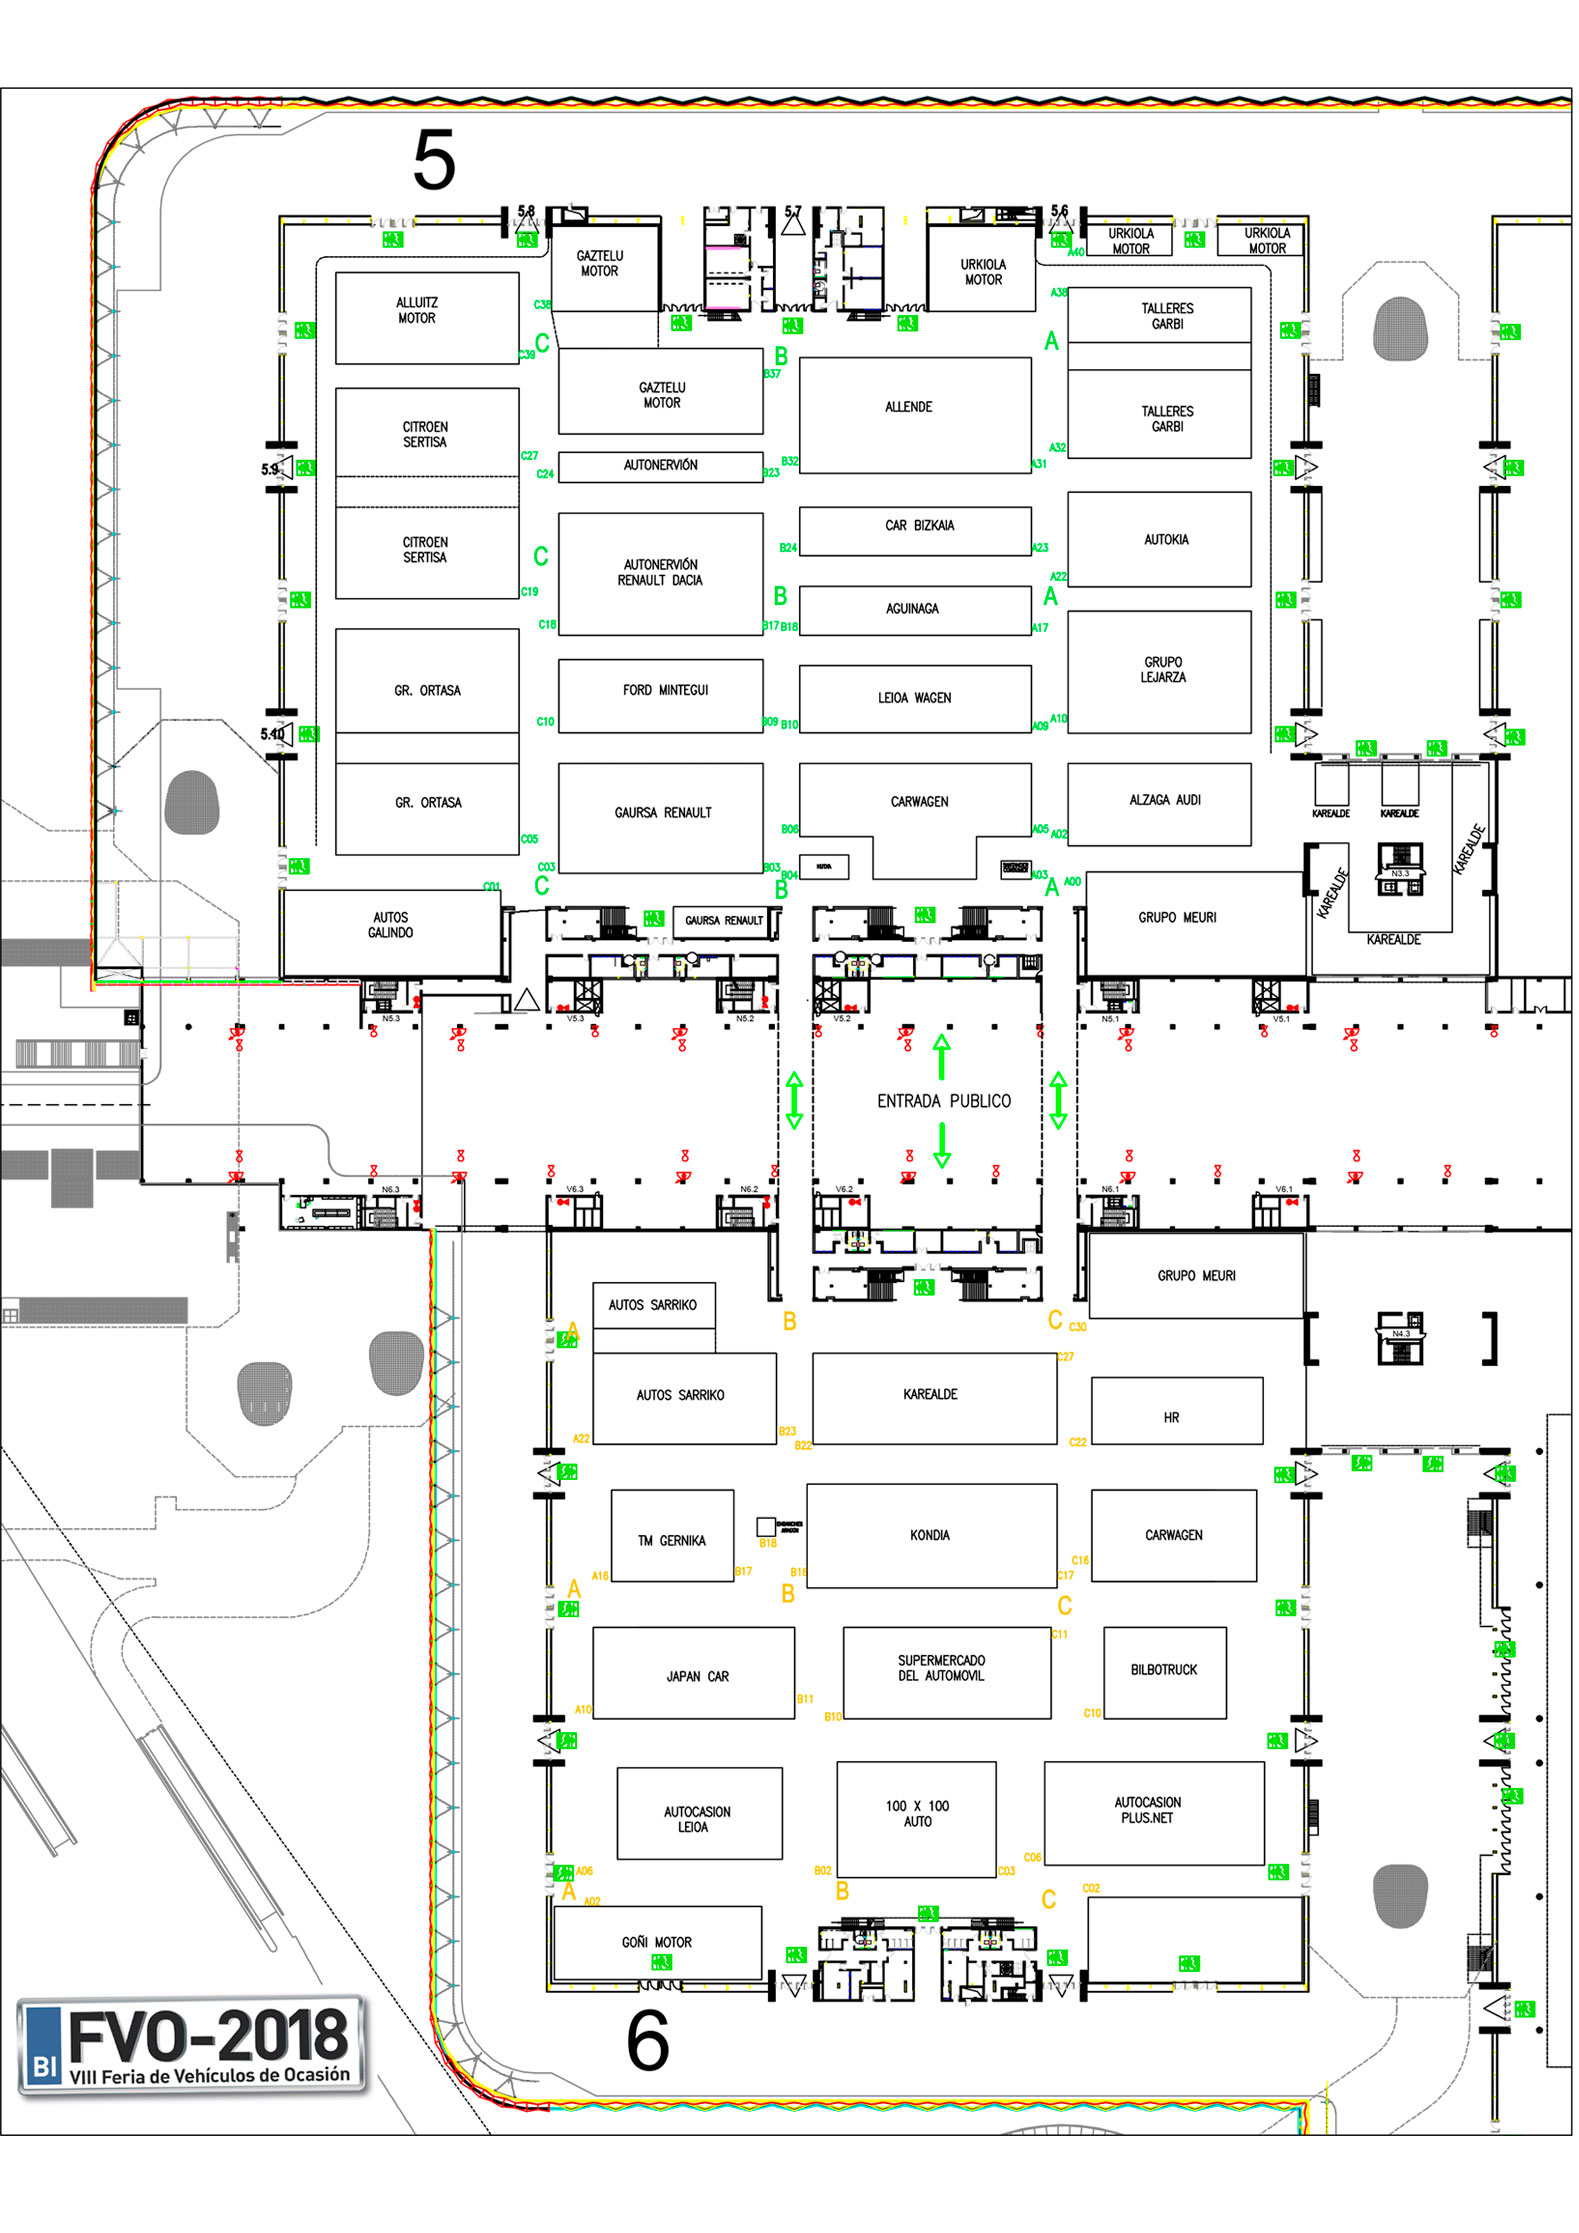 5
5.8
5.7
5.6
GAZTELU
MOTOR
URKIOLA
MOTOR
URKIOLA
MOTOR
URKIOLA
MOTOR
A40
ALLUITZ
MOTOR
C38
C39
C
A38
TALLERES
GARBI
A
B
B37
GAZTELU
MOTOR
ALLENDE
TALLERES
GARBI
CITROEN
SERTISA
C27
C24
AUTONERVIÓN
B23
B32
A31
A32
5.9
CITROEN
SERTISA
C19
C
AUTONERVIÓN
RENAULT DACIA
C18
B17
B24
CAR BIZKAIA
A23
AUTOKIA
A22
B
A
AGUINAGA
B18
A17
GR. ORTASA
C10
FORD MINTEGUI
B09
B10
LEIOA WAGEN
A09
GRUPO
LEJARZA
A10
5.10
GR. ORTASA
C05
GAURSA RENAULT
C03
B03
CARWAGEN
B06
A05
ALZAGA AUDI
A02
KAREALDE
KAREALDE
KAREALDE
KAREALDE
KAREALDE
N3.3
B04
A03
A00
C01
C
B
A
AUTOS
GALINDO
GAURSA RENAULT
GRUPO MEURI
N5.3
V5.3
N5.2
V5.2
N5.1
V5.1
ENTRADA PUBLICO
N6.3
V6.3
N6.2
V6.2
N6.1
V6.1
GRUPO MEURI
AUTOS SARRIKO
A
B
C
C30
N4.3
C27
AUTOS SARRIKO
KAREALDE
HR
A22
B23
B22
C22
TM GERNIKA
B18
KONDIA
CARWAGEN
A16
B17
B16
C17
C16
A
B
C
JAPAN CAR
SUPERMERCADO
DEL AUTOMOVIL
C11
BILBOTRUCK
A10
B11
B10
C10
AUTOCASION
LEIOA
100 X 100
AUTO
AUTOCASION
PLUS.NET
A06
B02
C03
C06
A
B
C
A02
C02
GOÑI MOTOR
6
BI
FVO-2018
VIII Feria de Vehículos de Ocasión